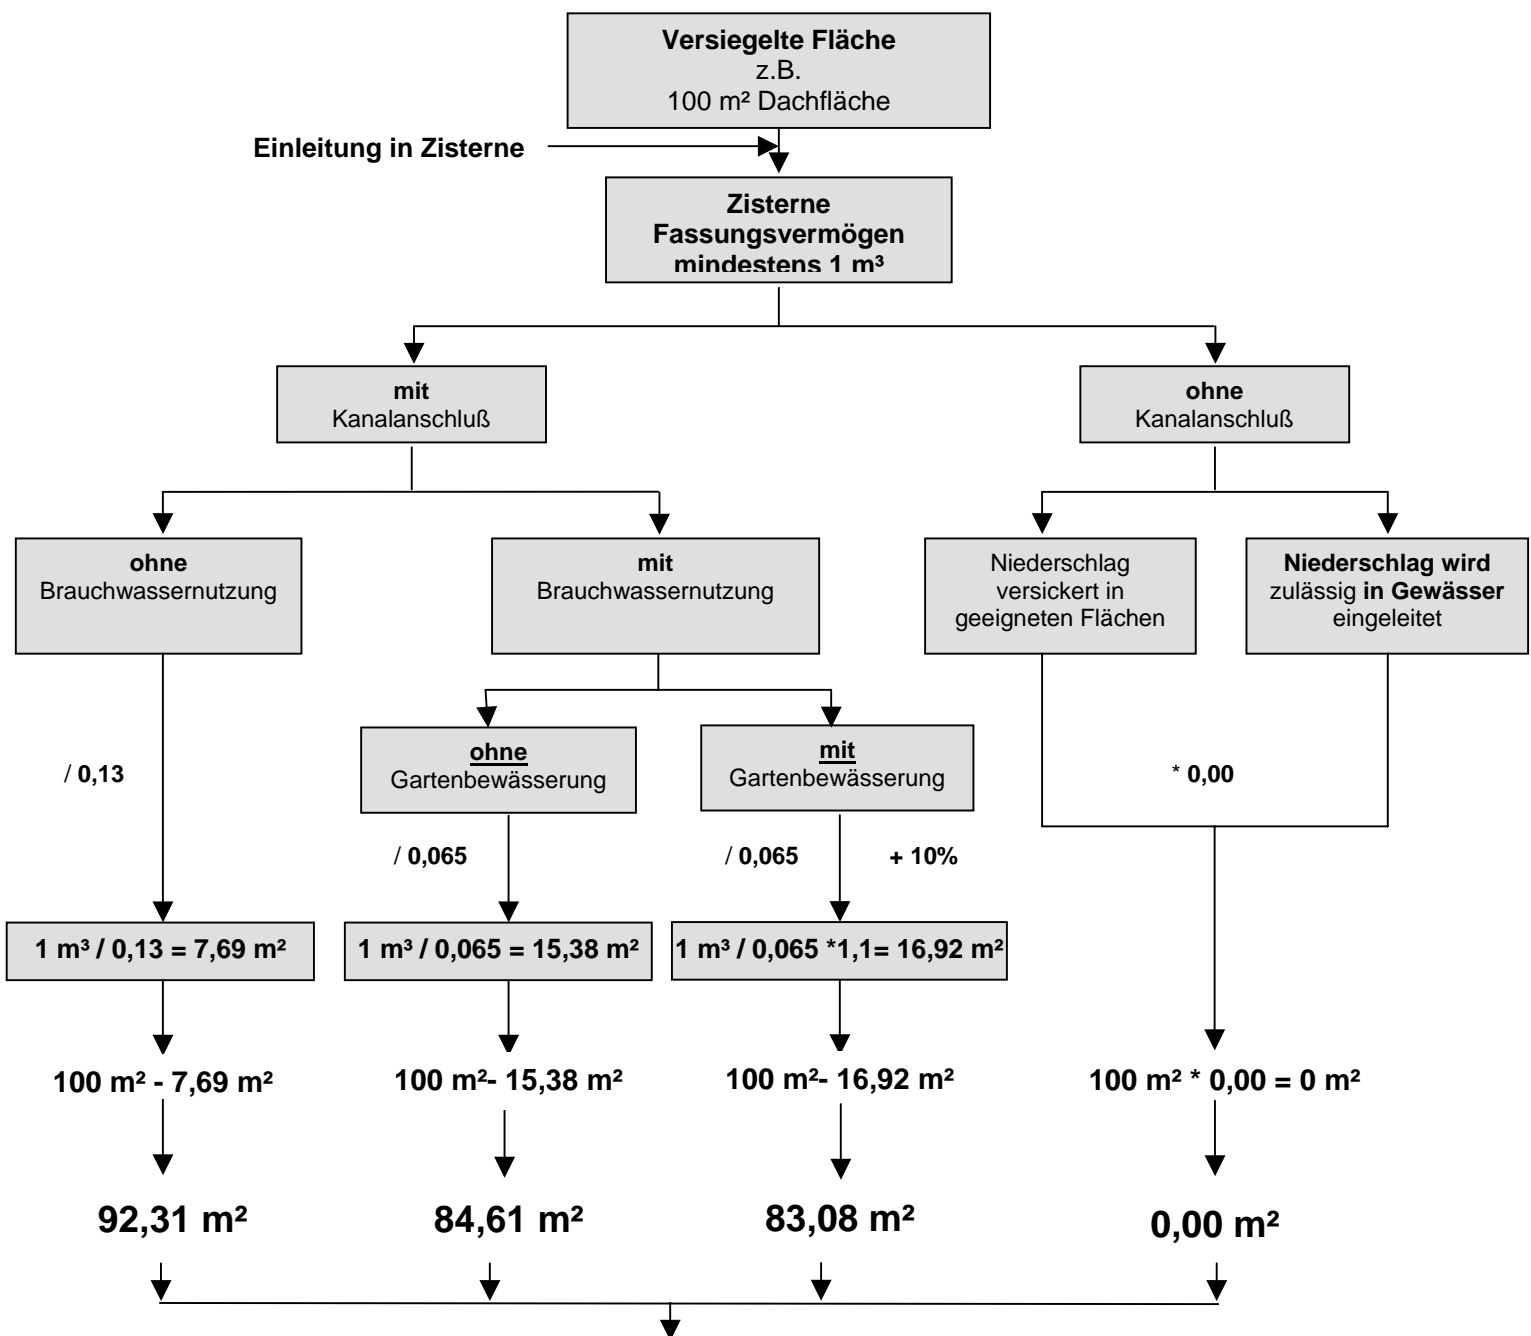 Versiegelte Fläche
z.B.
100 m² Dachfläche
Einleitung in Zisterne
Zisterne
Fassungsvermögen
mindestens 1 m³
mit
Kanalanschluß
ohne
Kanalanschluß
ohne
Brauchwassernutzung
mit
Brauchwassernutzung
Niederschlag
versickert in
geeigneten Flächen
Niederschlag wird
zulässig in Gewässer
eingeleitet
ohne
Gartenbewässerung
mit
Gartenbewässerung
/ 0,13
* 0,00
/ 0,065
/ 0,065 + 10%
1 m³ / 0,13 = 7,69 m²
1 m³ / 0,065 = 15,38 m²
1 m³ / 0,065 *1,1= 16,92 m²
100 m² - 7,69 m²
100 m²- 15,38 m²
100 m²- 16,92 m²
100 m² * 0,00 = 0 m²
92,31 m²
84,61 m²
83,08 m²
0,00 m²